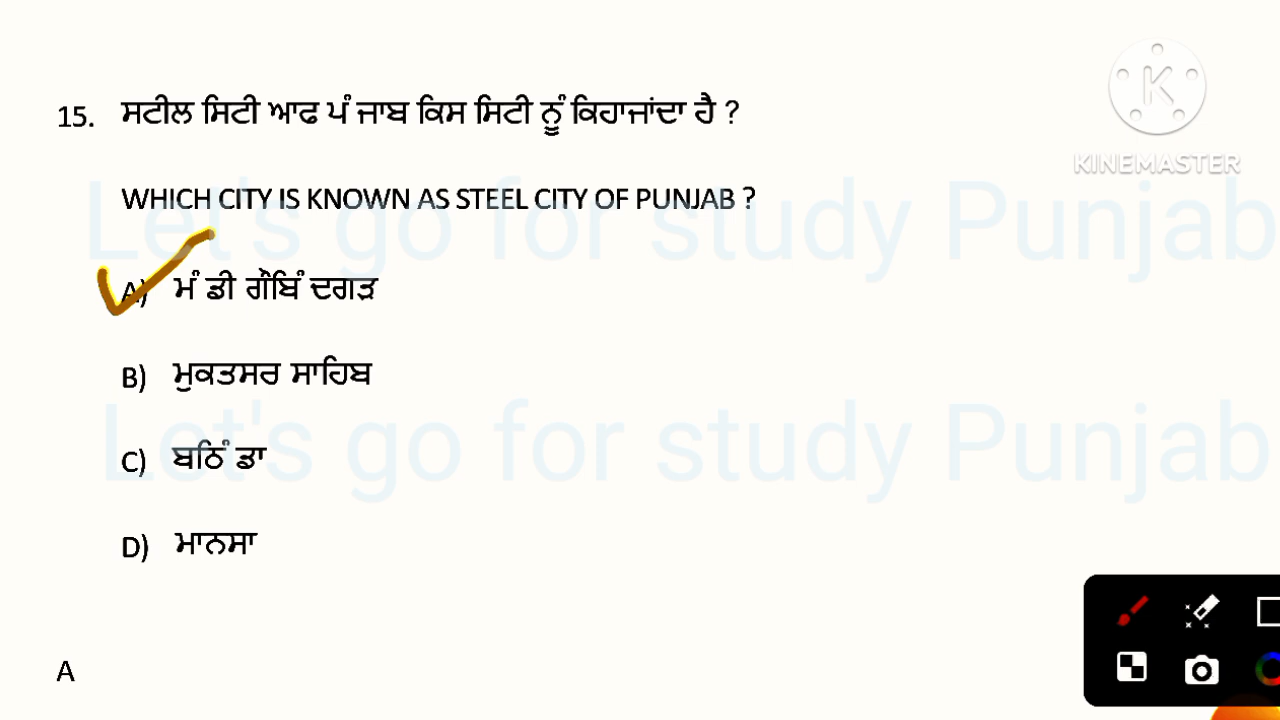 15. ਸਟੀਲ ਸਿਟੀ ਆਫ ਪੰ ਜਾਬ ਕਿਸ ਸਿਟੀ ਨੂੰ ਕਿਹਾਜਾਂਦਾ ਹੈ ?
KINEMASTER
WHICH CITY IS KNOWN AS STEEL CITY OF PUNJAB ?
Let's go for study Punjab
A) ਮੰ ਡੀ ਗੌਬਿੰ ਦਗੜ
B) ਮੁਕਤਸਰ ਸਾਹਿਬ
C) ਬਠਿੰ ਡਾ
Let's go for study Punjab
D) ਮਾਨਸਾ
A